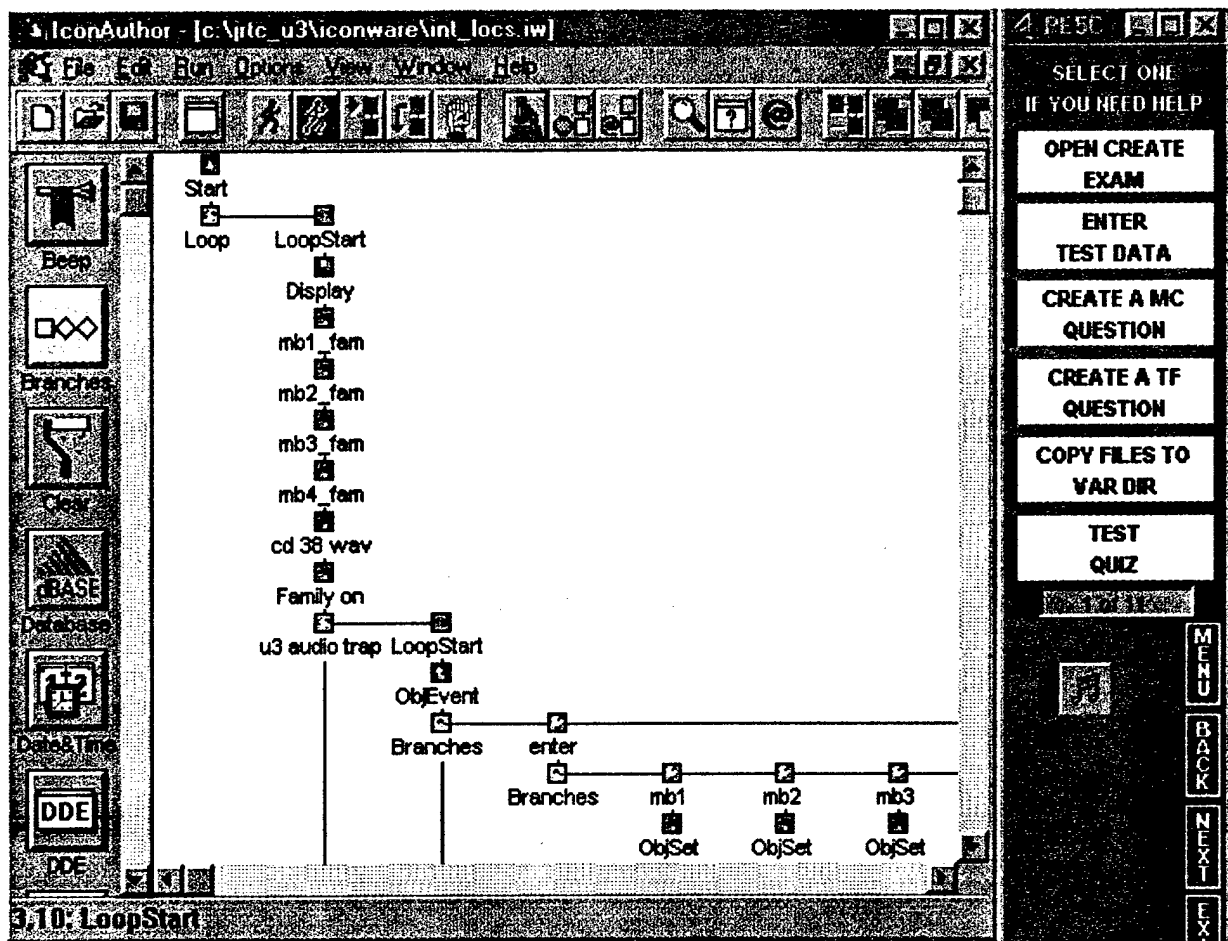 IconAuthor - [c:\jrtc_u3\iconware\int_locs.iw]
File Edit Run Options View Window Help
Beep
Branches
Clear
dBASE
Database
Date&Time
DDE
DDE
Start
Loop LoopStart
Display
mb1_fam
mb2_fam
mb3_fam
mb4_fam
cd 38 wav
Family on
u3 audio trap LoopStart
ObjEvent
Branches enter
Branches mb1 mb2 mb3
ObjSet ObjSet ObjSet
3,10: LoopStart
SELECT ONE
IF YOU NEED HELP
OPEN CREATE
EXAM
ENTER
TEST DATA
CREATE A MC
QUESTION
CREATE A TF
QUESTION
COPY FILES TO
VAR DIR
TEST
QUIZ
1 of 11
MENU
BACK
NEXT
EX